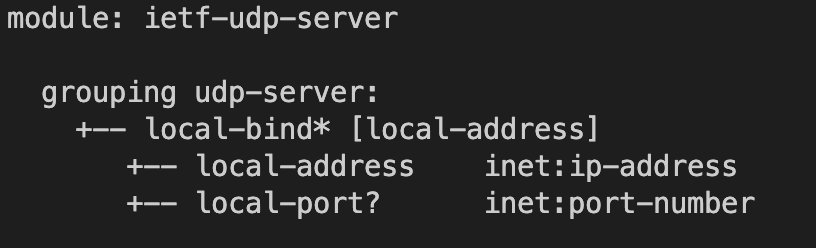 module: ietf-udp-server
grouping udp-server:
+-- local-bind* [local-address]
+-- local-address    inet:ip-address
+-- local-port?      inet:port-number